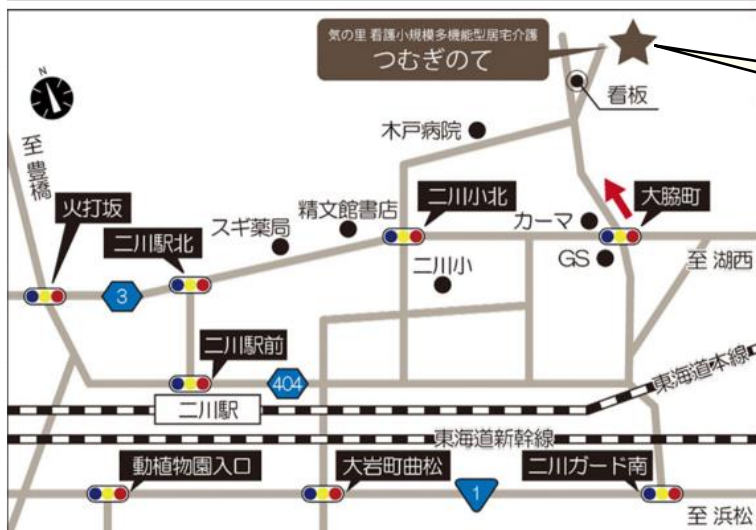 気の里 看護小規模多機能型居宅介護
つむぎのて
N
看板
至 豊橋
木戸病院
火打坂
二川駅北
スギ薬局
精文館書店
二川小北
カーマ
大脇町
GS
至 湖西
二川小
3
二川駅前
404
二川駅
東海道本線
東海道新幹線
動植物園入口
大岩町曲松
1
二川ガード南
至 浜松